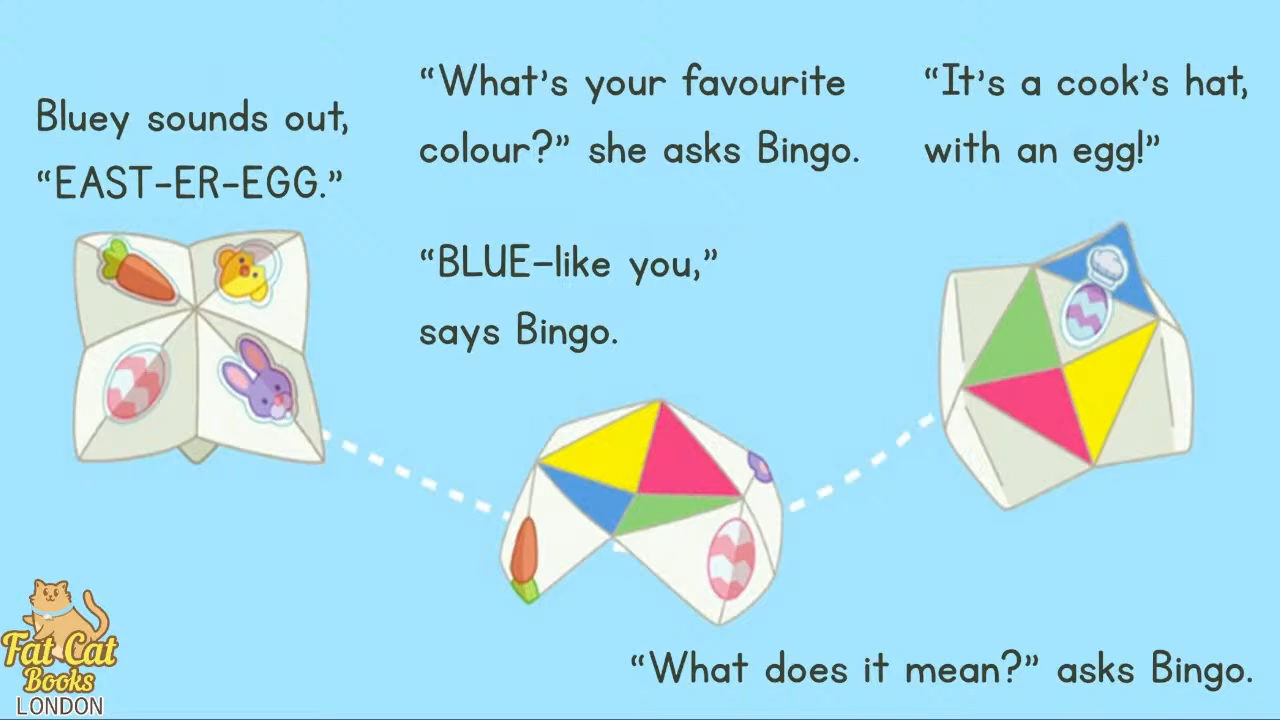 Bluey sounds out,
“EAST-ER-EGG.”
“What’s your favourite
colour?” she asks Bingo.
“BLUE–like you,”
says Bingo.
“It’s a cook’s hat,
with an egg!”
“What does it mean?” asks Bingo.
Fat Cat
Books
LONDON